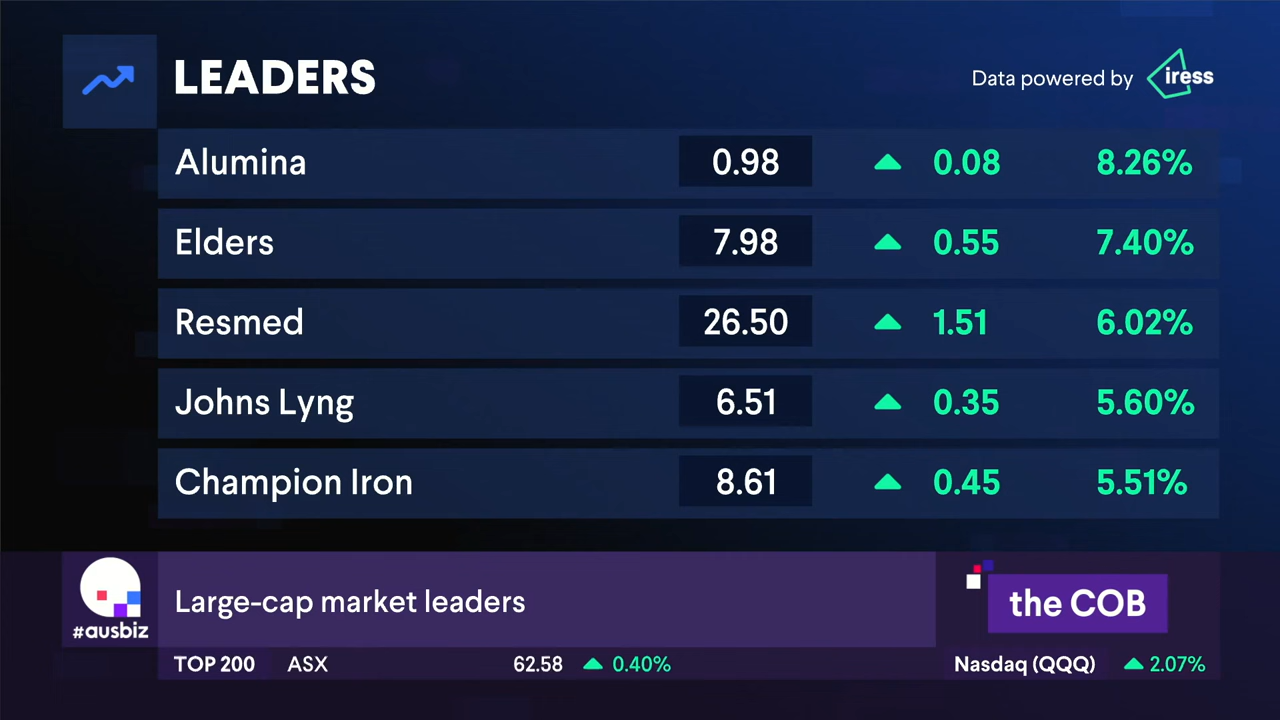 LEADERS
Data powered by iress
Alumina 0.98 ▲ 0.08 8.26%
Elders 7.98 ▲ 0.55 7.40%
Resmed 26.50 ▲ 1.51 6.02%
Johns Lyng 6.51 ▲ 0.35 5.60%
Champion Iron 8.61 ▲ 0.45 5.51%
#ausbiz
Large-cap market leaders
the COB
TOP 200 ASX 62.58 ▲ 0.40% Nasdaq (QQQ) ▲ 2.07%